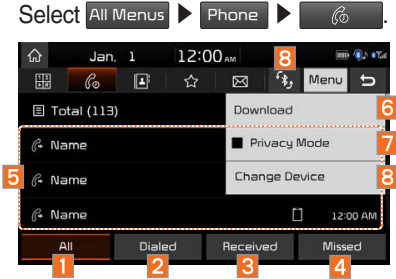 Select All Menus ▶ Phone ▶ .
8
Jan. 1 12:00 AM
Menu
Total (113)
Download 6
Privacy Mode 7
Name
5 Name
Change Device 8
Name 12:00 AM
All Dialed Received Missed
1 2 3 4